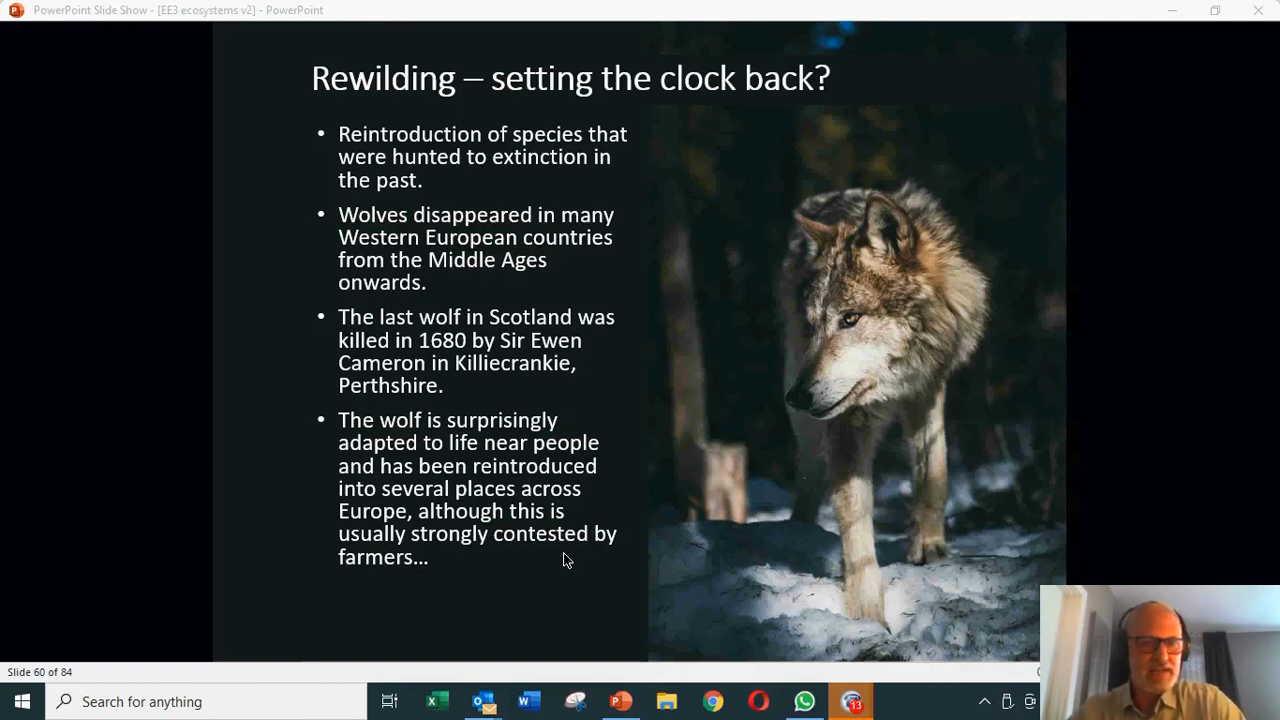 PowerPoint Slide Show - [EE3 ecosystems v2] - PowerPoint
Rewilding – setting the clock back?
• Reintroduction of species that
were hunted to extinction in
the past.
• Wolves disappeared in many
Western European countries
from the Middle Ages
onwards.
• The last wolf in Scotland was
killed in 1680 by Sir Ewen
Cameron in Killiecrankie,
Perthshire.
• The wolf is surprisingly
adapted to life near people
and has been reintroduced
into several places across
Europe, although this is
usually strongly contested by
farmers...
Slide 60 of 84
Search for anything
13